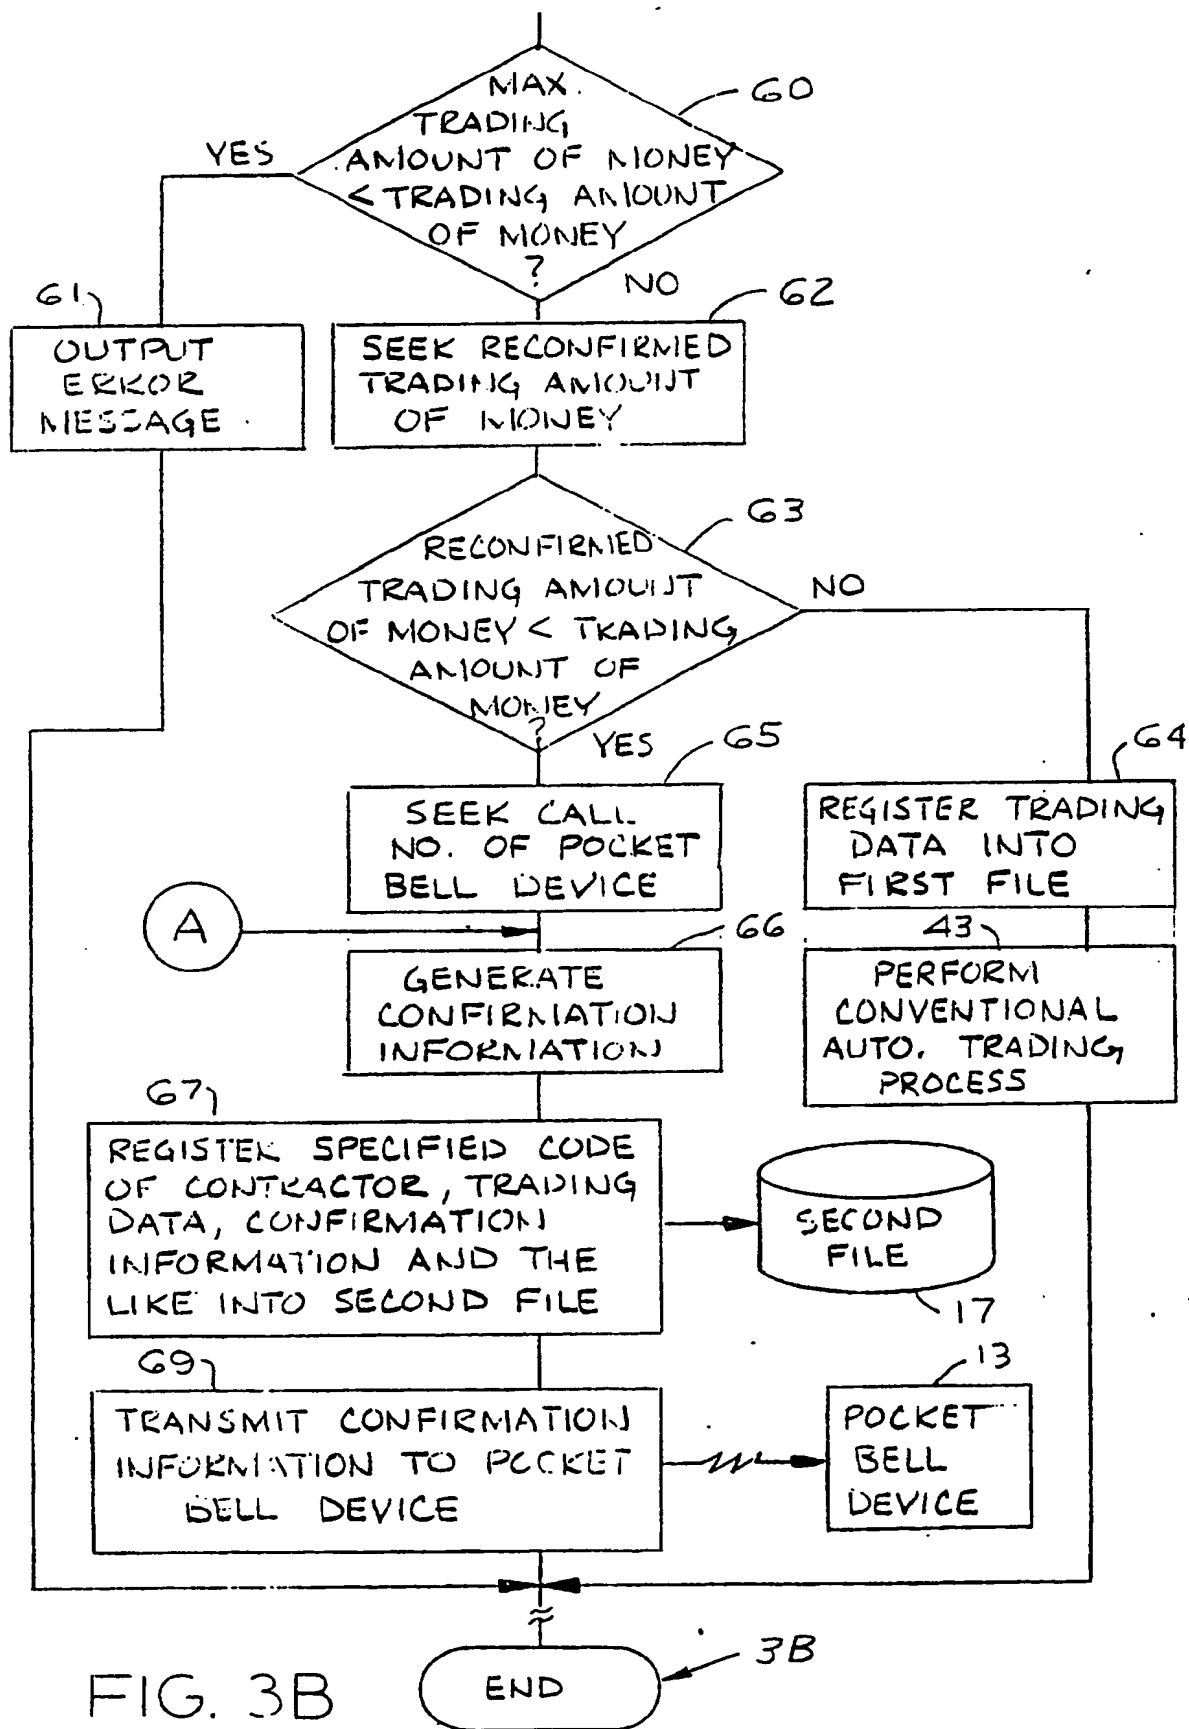 MAX.
TRADING
AMOUNT OF MONEY
< TRADING AMOUNT
OF MONEY
?
60
YES
NO
61
OUTPUT
ERROR
MESSAGE
62
SEEK RECONFIRMED
TRADING AMOUNT
OF MONEY
63
RECONFIRMED
TRADING AMOUNT
OF MONEY < TRADING
AMOUNT OF
MONEY
?
NO
YES
65
SEEK CALL
NO. OF POCKET
BELL DEVICE
64
REGISTER TRADING
DATA INTO
FIRST FILE
A
66
GENERATE
CONFIRMATION
INFORMATION
43
PERFORM
CONVENTIONAL
AUTO. TRADING
PROCESS
67
REGISTER SPECIFIED CODE
OF CONTRACTOR, TRADING
DATA, CONFIRMATION
INFORMATION AND THE
LIKE INTO SECOND FILE
SECOND
FILE
17
69
TRANSMIT CONFIRMATION
INFORMATION TO POCKET
BELL DEVICE
13
POCKET
BELL
DEVICE
END
3B
FIG. 3B